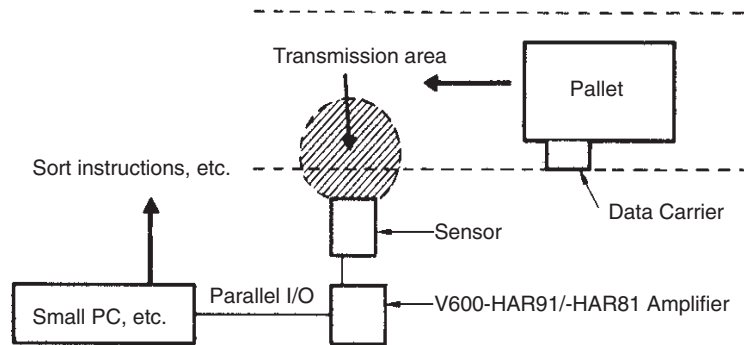 Transmission area
Pallet
Sort instructions, etc.
Data Carrier
Sensor
Parallel I/O
V600-HAR91/-HAR81 Amplifier
Small PC, etc.